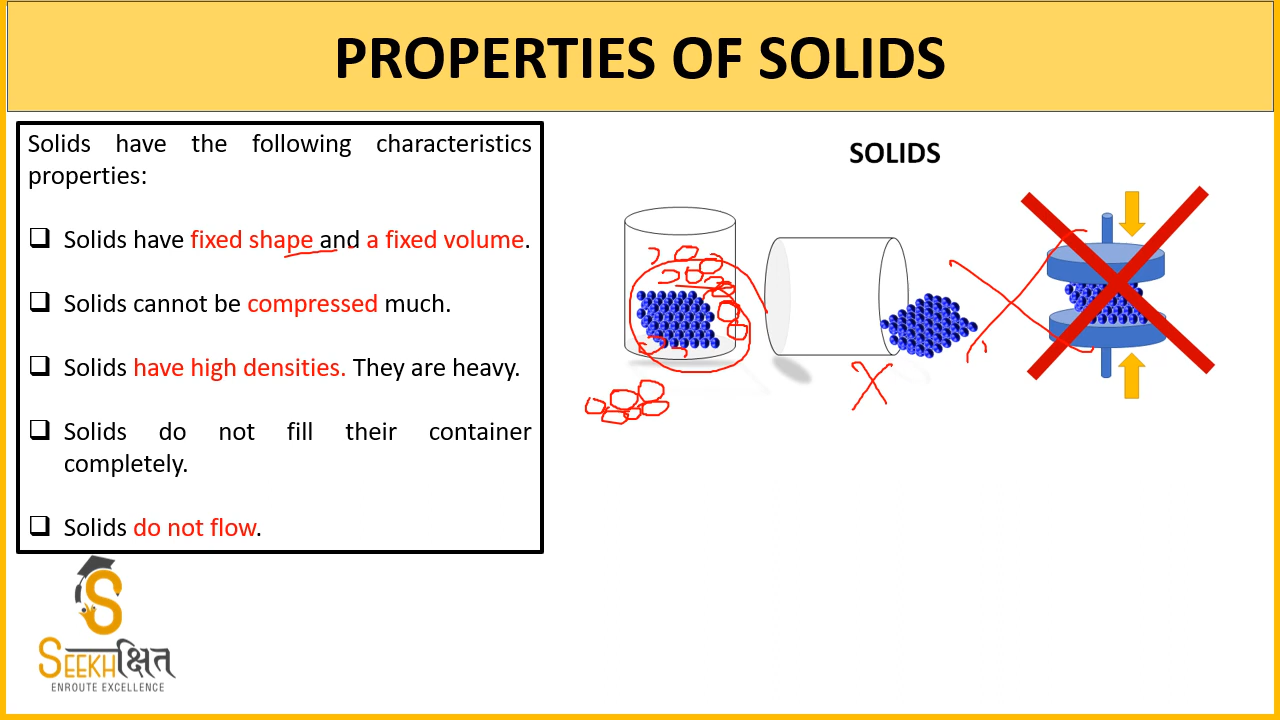 PROPERTIES OF SOLIDS
Solids have the following characteristics
properties:
Solids have fixed shape and a fixed volume.
Solids cannot be compressed much.
Solids have high densities. They are heavy.
Solids do not fill their container
completely.
Solids do not flow.
SOLIDS
S
SEEKHक्षित
ENROUTE EXCELLENCE